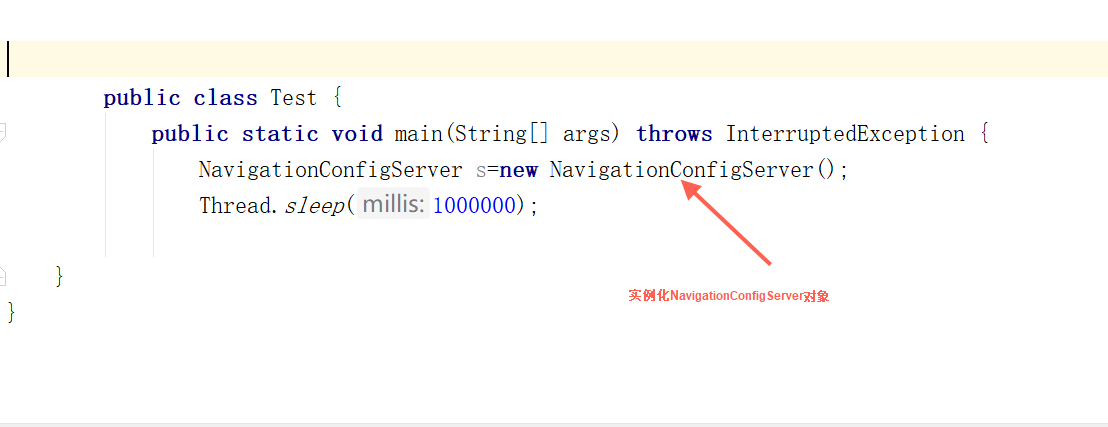 public class Test {
public static void main(String[] args) throws InterruptedException {
NavigationConfigServer s=new NavigationConfigServer();
Thread.sleep( millis: 1000000);
}
实例化NavigationConfigServer对象
}